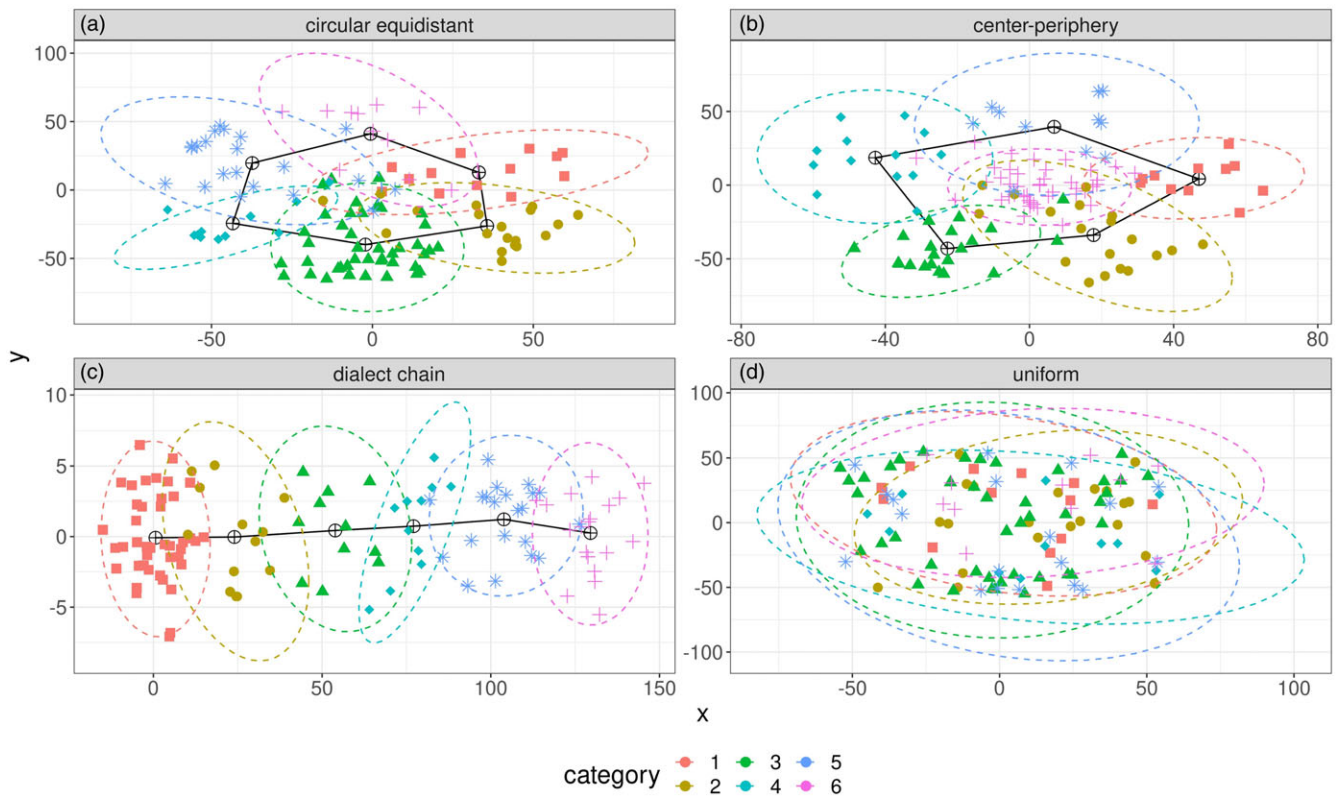 (a) circular equidistant
(b) center-periphery
100
50
0
-50
-50 0 50
50
0
-50
-80 -40 0 40 80
y
(c) dialect chain
(d) uniform
10
5
0
-5
0 50 100 150
100
50
0
-50
-100
-50 0 50 100
x
category
1 3 5
2 4 6